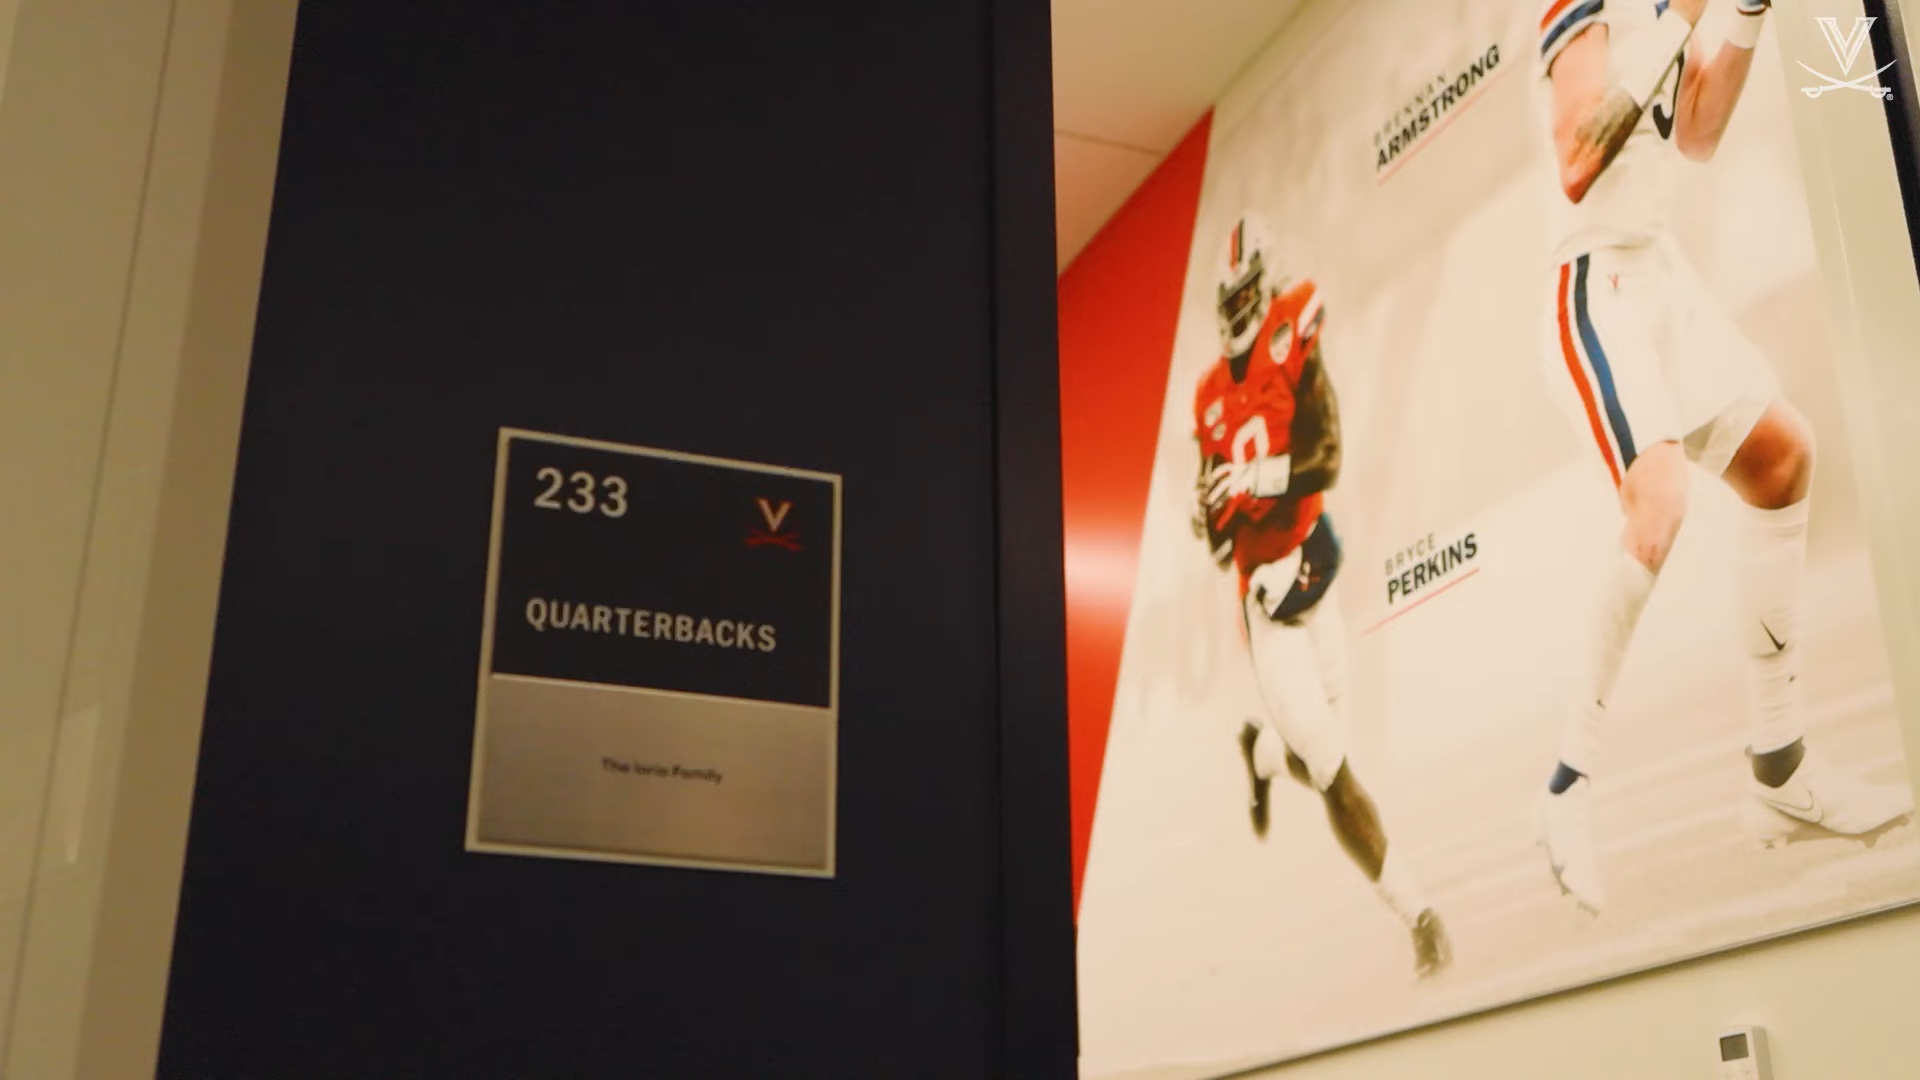 233
V
QUARTERBACKS
The Iorio Family
BRENNAN
ARMSTRONG
BRYCE
PERKINS
V